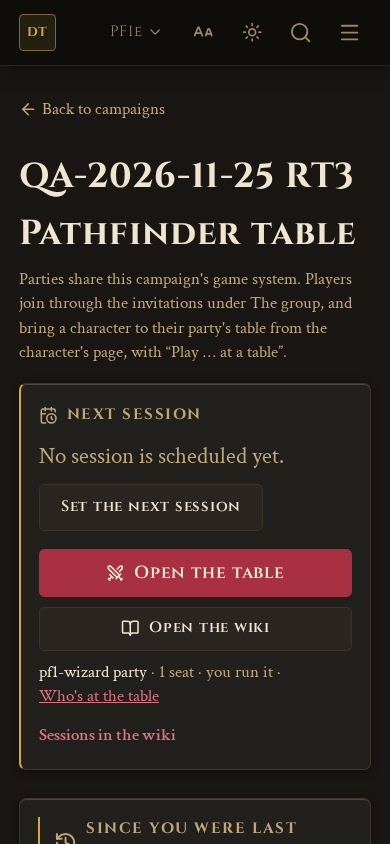 DT
PF1e
AA
Back to campaigns
QA-2026-11-25 RT3
Pathfinder table
Parties share this campaign's game system. Players
join through the invitations under The group, and
bring a character to their party's table from the
character's page, with “Play … at a table”.
Next session
No session is scheduled yet.
Set the next session
Open the table
Open the wiki
pf1-wizard party · 1 seat · you run it ·
Who's at the table
Sessions in the wiki
Since you were last